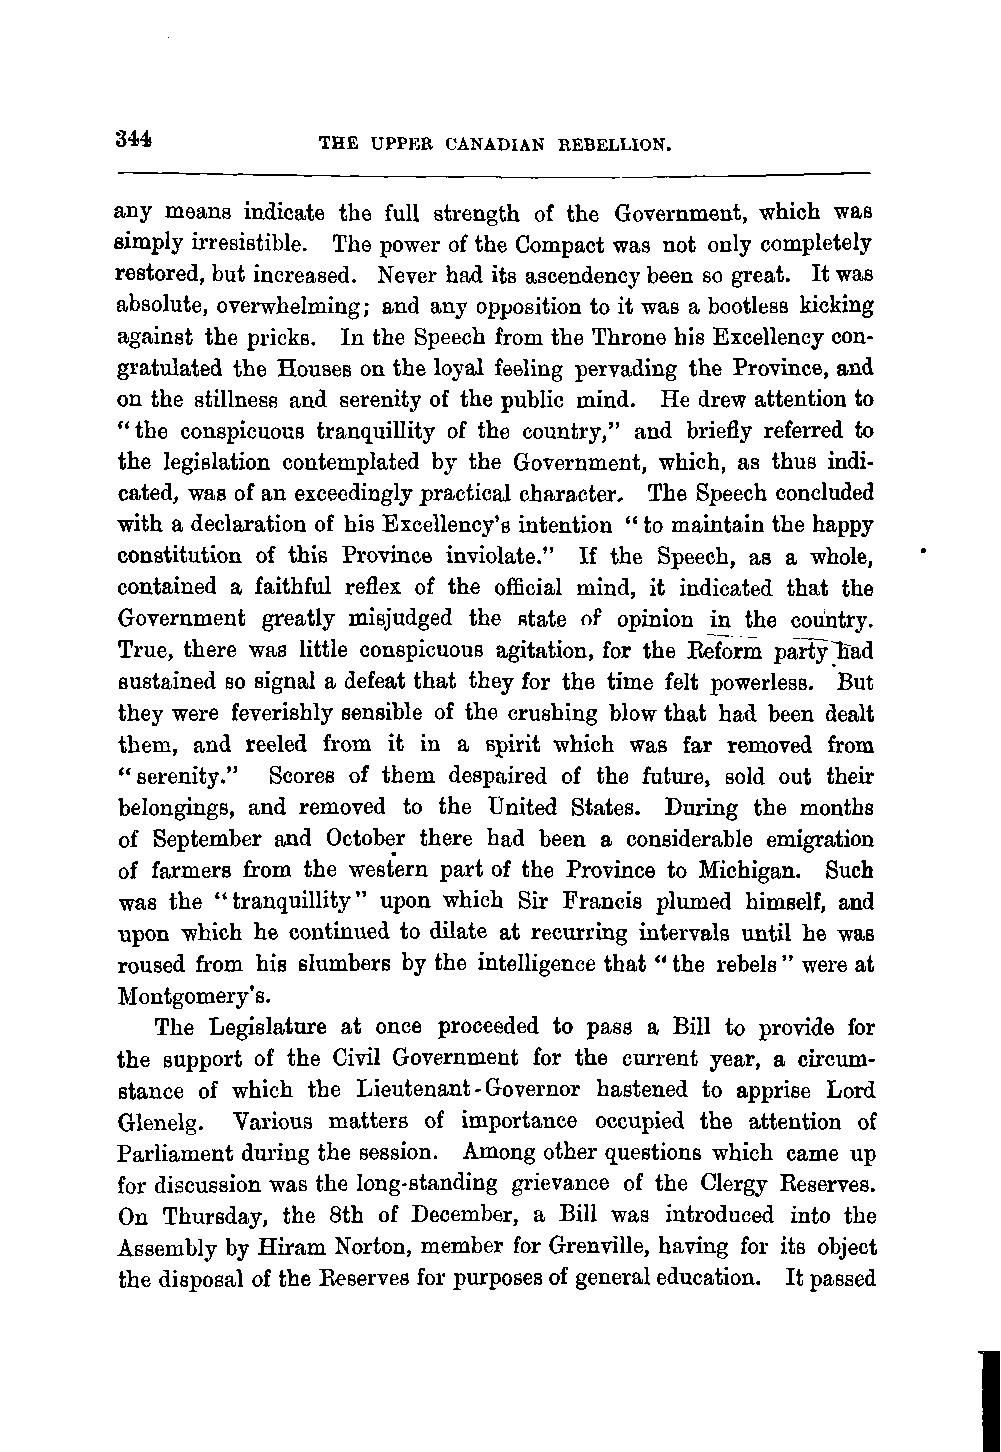 344 THE UPPER CANADIAN REBELLION.
any means indicate the full strength of the Government, which was
simply irresistible. The power of the Compact was not only completely
restored, but increased. Never had its ascendency been so great. It was
absolute, overwhelming; and any opposition to it was a bootless kicking
against the pricks. In the Speech from the Throne his Excellency con-
gratulated the Houses on the loyal feeling pervading the Province, and
on the stillness and serenity of the public mind. He drew attention to
“the conspicuous tranquillity of the country,” and briefly referred to
the legislation contemplated by the Government, which, as thus indi-
cated, was of an exceedingly practical character. The Speech concluded
with a declaration of his Excellency’s intention “to maintain the happy
constitution of this Province inviolate.” If the Speech, as a whole,
contained a faithful reflex of the official mind, it indicated that the
Government greatly misjudged the state of opinion in the country.
True, there was little conspicuous agitation, for the Reform party had
sustained so signal a defeat that they for the time felt powerless. But
they were feverishly sensible of the crushing blow that had been dealt
them, and reeled from it in a spirit which was far removed from
“serenity.” Scores of them despaired of the future, sold out their
belongings, and removed to the United States. During the months
of September and October there had been a considerable emigration
of farmers from the western part of the Province to Michigan. Such
was the “tranquillity” upon which Sir Francis plumed himself, and
upon which he continued to dilate at recurring intervals until he was
roused from his slumbers by the intelligence that “the rebels” were at
Montgomery’s.
The Legislature at once proceeded to pass a Bill to provide for
the support of the Civil Government for the current year, a circum-
stance of which the Lieutenant-Governor hastened to apprise Lord
Glenelg. Various matters of importance occupied the attention of
Parliament during the session. Among other questions which came up
for discussion was the long-standing grievance of the Clergy Reserves.
On Thursday, the 8th of December, a Bill was introduced into the
Assembly by Hiram Norton, member for Grenville, having for its object
the disposal of the Reserves for purposes of general education. It passed